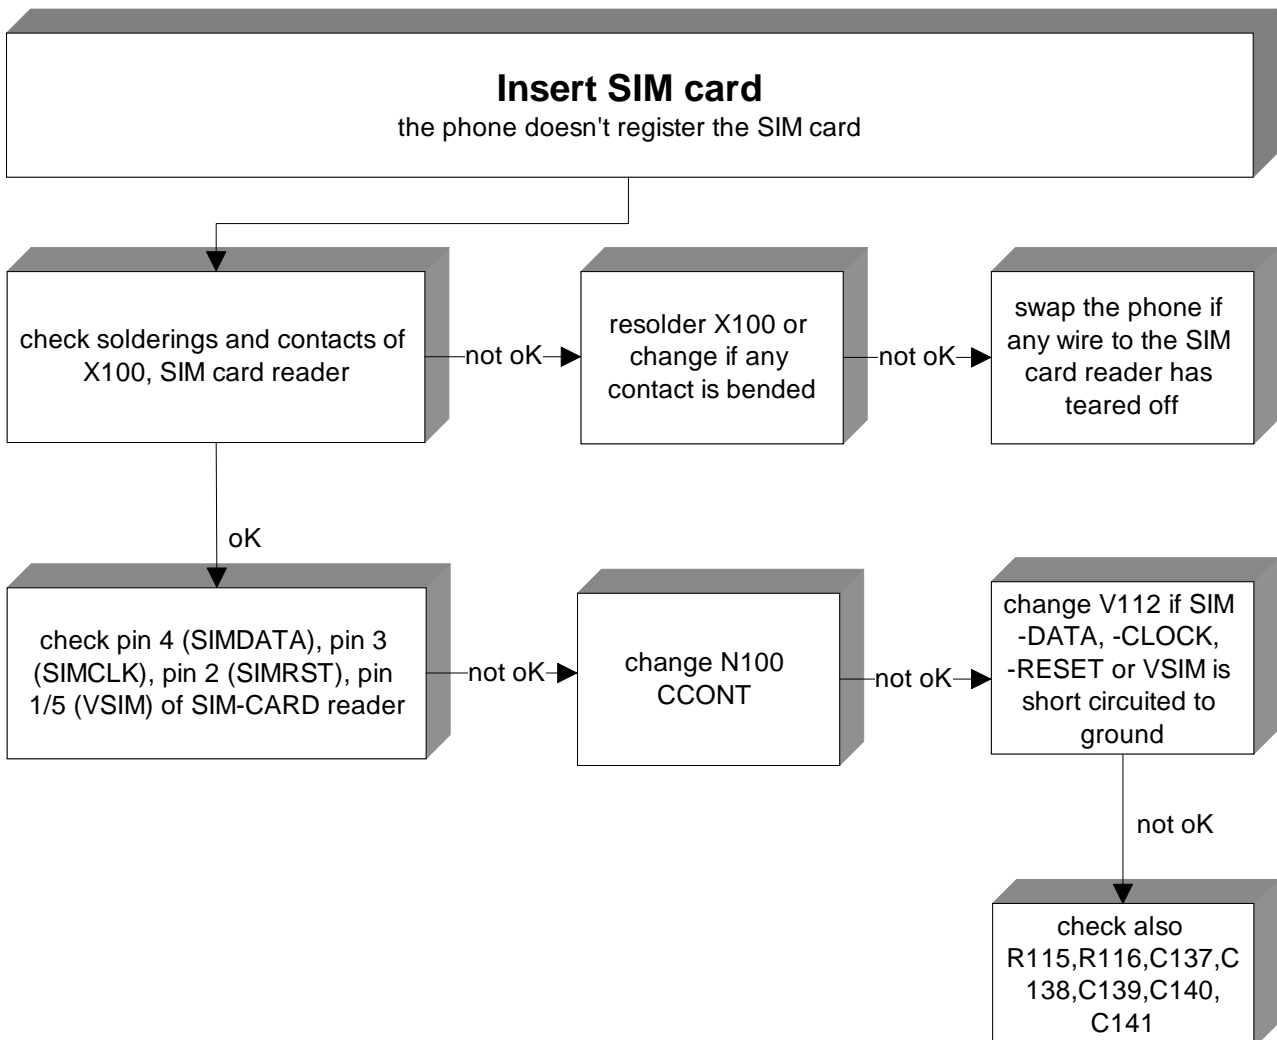 Insert SIM card
the phone doesn't register the SIM card
check solderings and contacts of
X100, SIM card reader
not oK
resolder X100 or
change if any
contact is bended
not oK
swap the phone if
any wire to the SIM
card reader has
teared off
oK
check pin 4 (SIMDATA), pin 3
(SIMCLK), pin 2 (SIMRST), pin
1/5 (VSIM) of SIM-CARD reader
not oK
change N100
CCONT
not oK
change V112 if SIM
-DATA, -CLOCK,
-RESET or VSIM is
short circuited to
ground
not oK
check also
R115,R116,C137,C
138,C139,C140,
C141